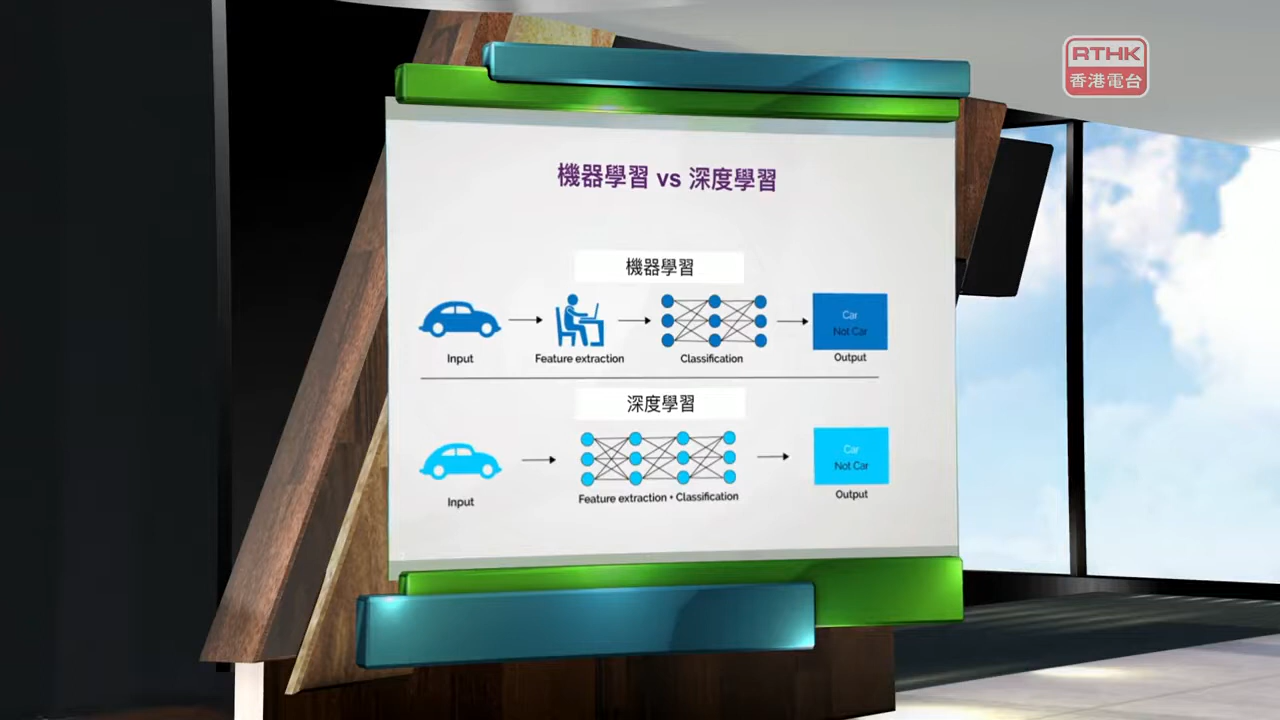 RTHK
香港電台
機器學習 vs 深度學習
機器學習
Input
Feature extraction
Classification
Car
Not Car
Output
深度學習
Input
Feature extraction + Classification
Car
Not Car
Output